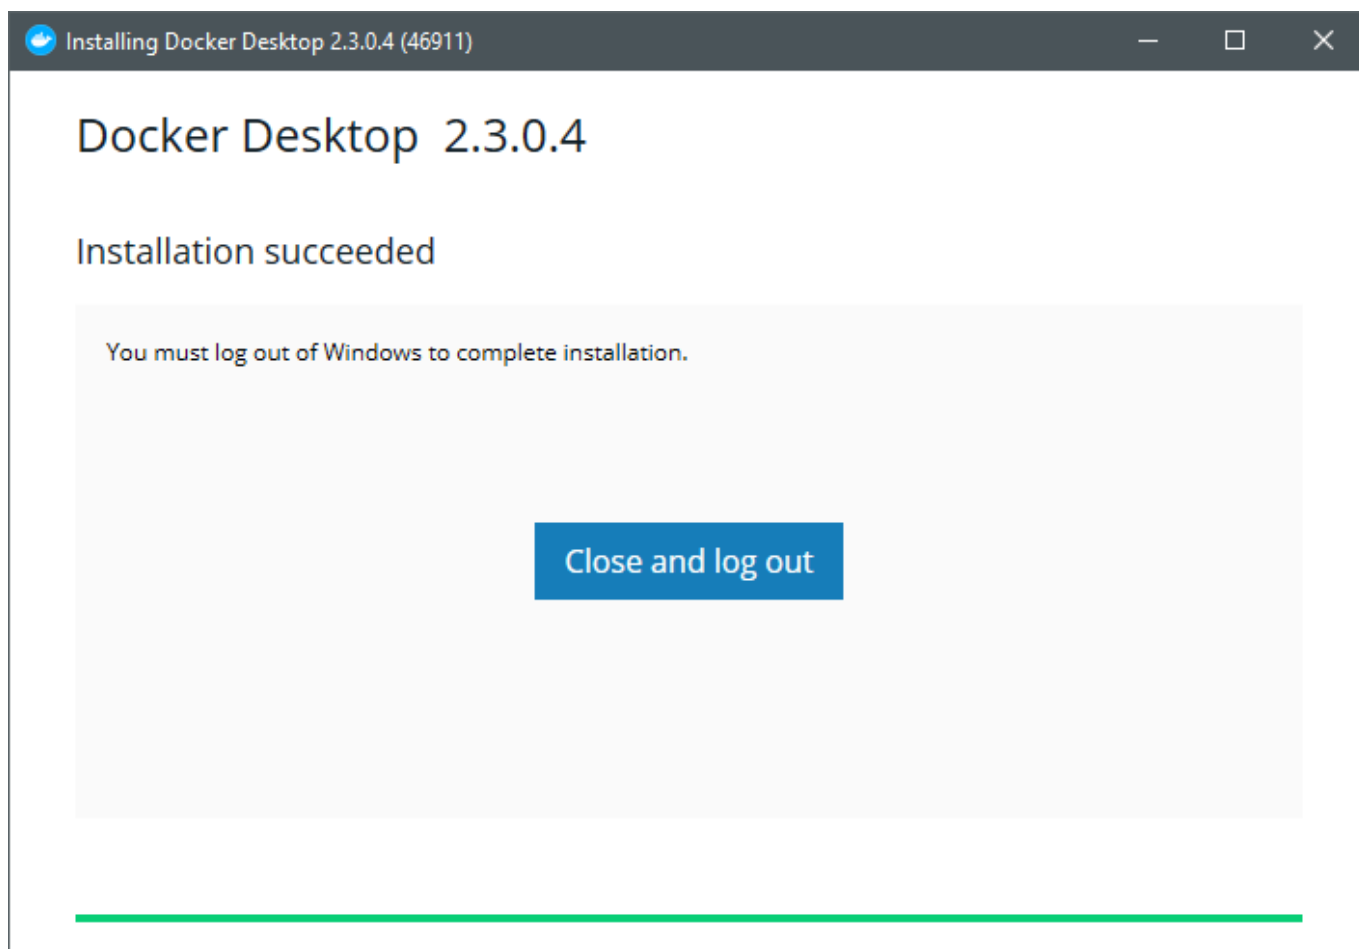 Installing Docker Desktop 2.3.0.4 (46911)
Docker Desktop 2.3.0.4
Installation succeeded
You must log out of Windows to complete installation.
Close and log out